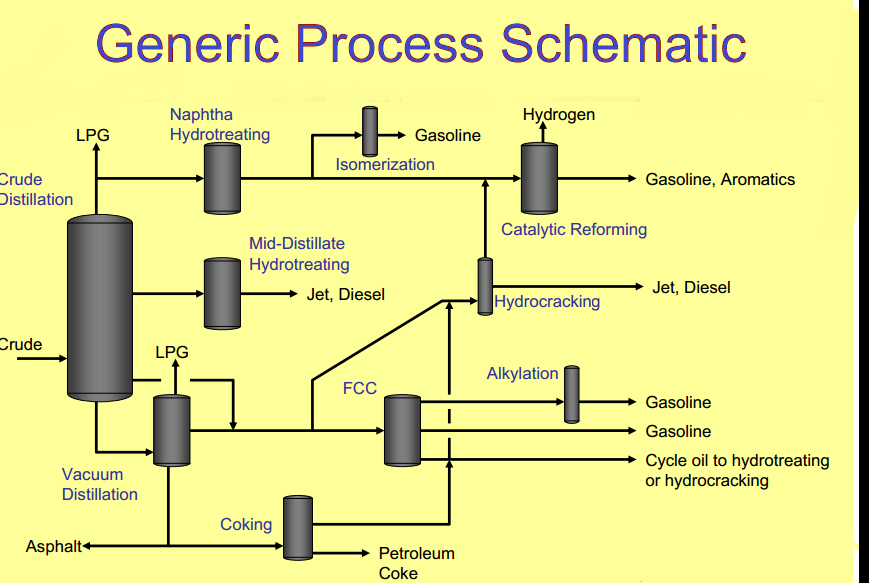 Generic Process Schematic
Naphtha
Hydrotreating
LPG
Hydrogen
Gasoline
Isomerization
Crude
Distillation
Gasoline, Aromatics
Catalytic Reforming
Mid-Distillate
Hydrotreating
Jet, Diesel
Jet, Diesel
Hydrocracking
Crude
LPG
FCC
Alkylation
Gasoline
Gasoline
Cycle oil to hydrotreating
or hydrocracking
Vacuum
Distillation
Coking
Asphalt
Petroleum
Coke